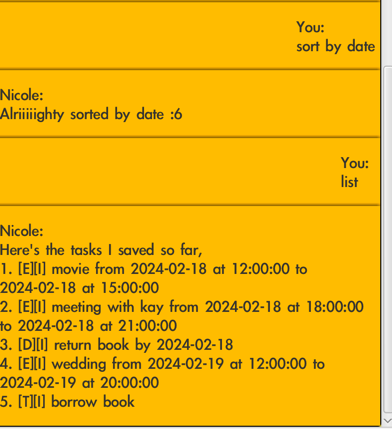 You:
sort by date
Nicole:
Alriiiiighty sorted by date :6
You:
list
Nicole:
Here's the tasks I saved so far,
1. [E][I] movie from 2024-02-18 at 12:00:00 to
2024-02-18 at 15:00:00
2. [E][I] meeting with kay from 2024-02-18 at 18:00:00
to 2024-02-18 at 21:00:00
3. [D][I] return book by 2024-02-18
4. [E][I] wedding from 2024-02-19 at 12:00:00 to
2024-02-19 at 20:00:00
5. [T][I] borrow book